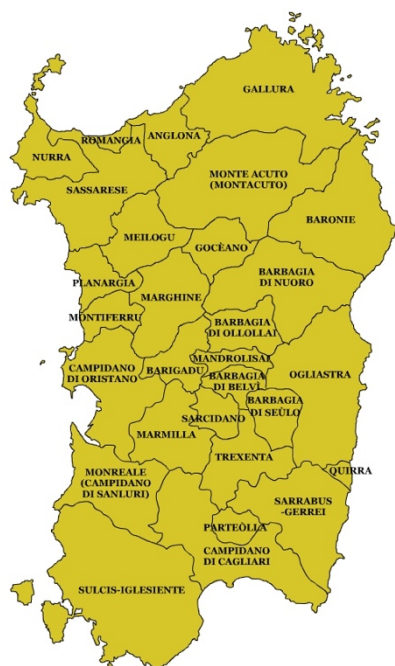 GALLURA
ROMANGIA
ANGLONA
NURRA
SASSARESE
MONTE ACUTO
(MONTACUTO)
BARONIE
MEILOGU
GOCÈANO
PLANARGIA
MARGHINE
BARBAGIA
DI NUORO
MONTIFERRU
BARBAGIA
DI OLLOLAI
MANDROLISAI
CAMPIDANO
DI ORISTANO
BARIGADU
BARBAGIA
DI BELVÌ
OGLIASTRA
BARBAGIA
DI SEÙLO
SARCIDANO
MARMILLA
TREXENTA
MONREALE
(CAMPIDANO
DI SANLURI)
QUIRRA
SARRABUS
-GERREI
PARTEÒLLA
CAMPIDANO
DI CAGLIARI
SULCIS-IGLESIENTE